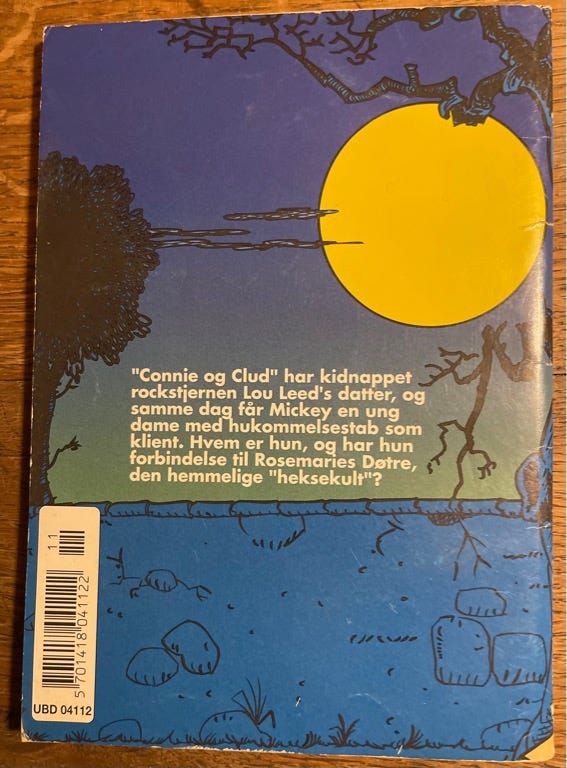 "Connie og Clud" har kidnappet
rockstjernen Lou Leed's datter, og
samme dag får Mickey en ung
dame med hukommelsestab som
klient. Hvem er hun, og har hun
forbindelse til Rosemaries Døtre,
den hemmelige "heksekult"?
11
5 701418 041122
UBD 04112